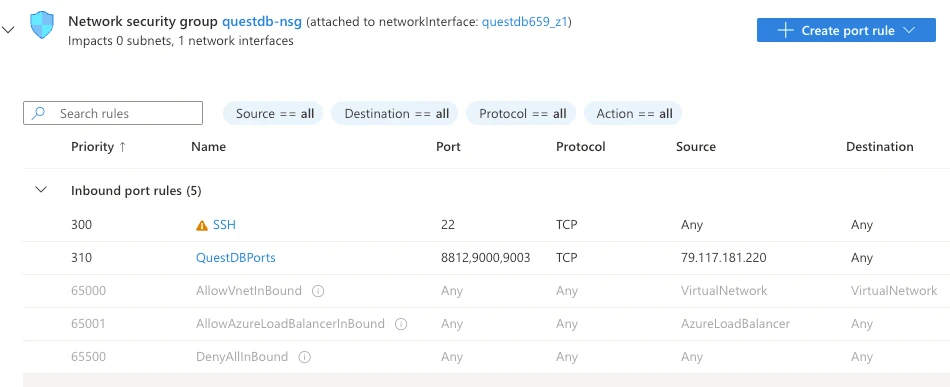 Network security group questdb-nsg (attached to networkInterface: questdb659_z1)
Impacts 0 subnets, 1 network interfaces
Create port rule
Search rules
Source == all
Destination == all
Protocol == all
Action == all
Priority ↑ Name Port Protocol Source Destination
Inbound port rules (5)
300 SSH 22 TCP Any Any
310 QuestDBPorts 8812,9000,9003 TCP 79.117.181.220 Any
65000 AllowVnetInBound Any Any VirtualNetwork VirtualNetwork
65001 AllowAzureLoadBalancerInBound Any Any AzureLoadBalancer Any
65500 DenyAllInBound Any Any Any Any